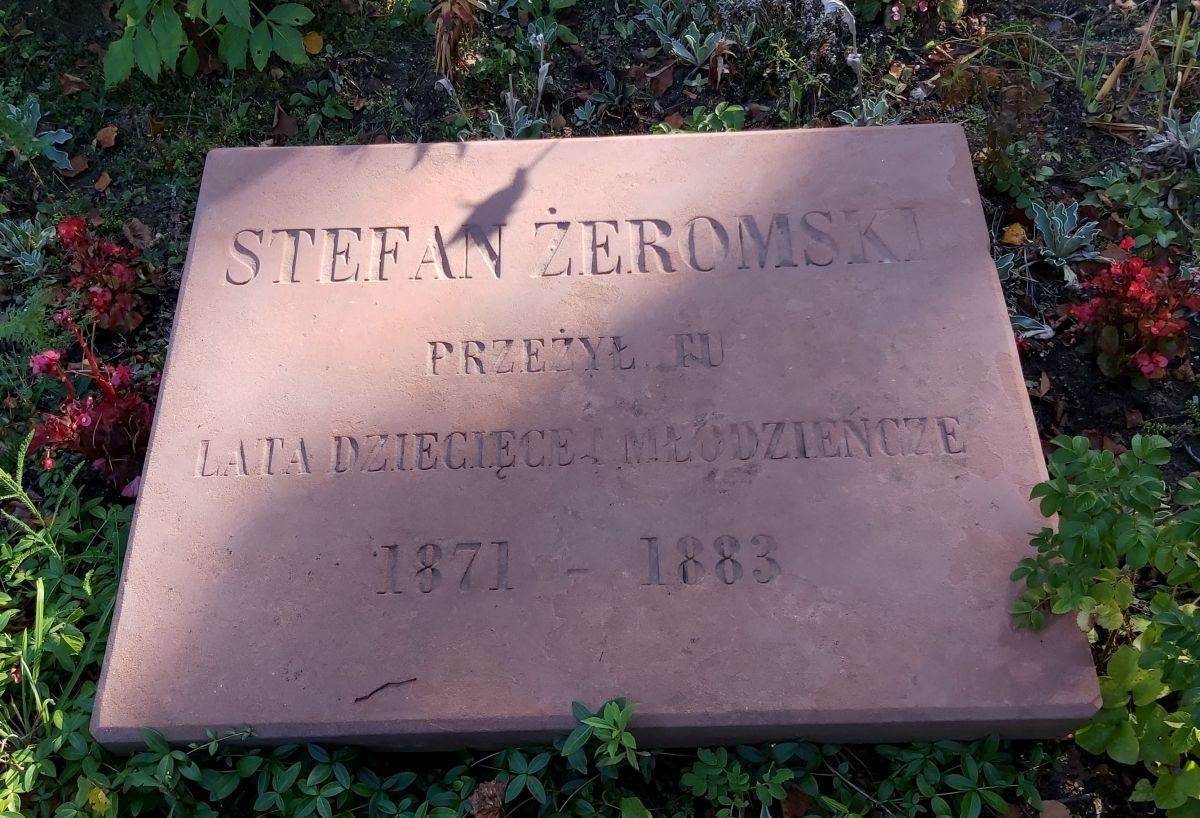 STEFAN ŻEROMSKI
PRZEŻYŁ TU
LATA DZIECIĘCE I MŁODZIEŃCZE
1871 - 1883